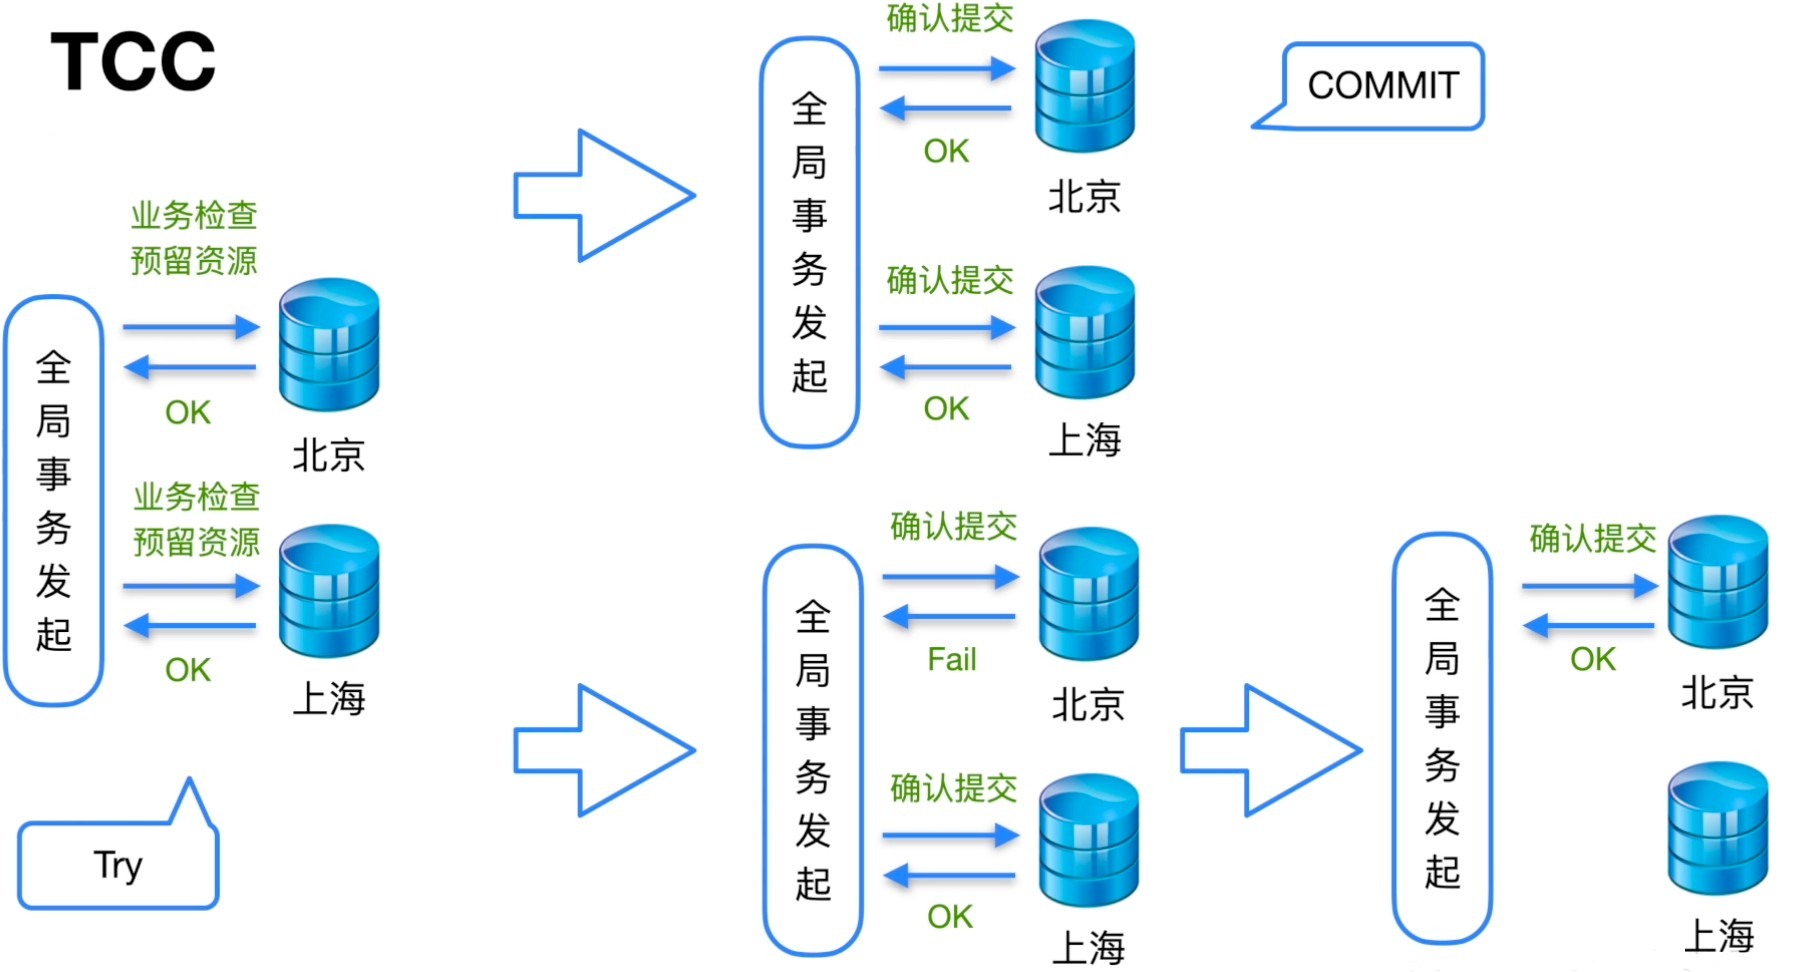 TCC
业务检查
预留资源
全局事务发起
OK
北京
业务检查
预留资源
OK
上海
Try
确认提交
全局事务发起
OK
北京
确认提交
OK
上海
COMMIT
确认提交
全局事务发起
Fail
北京
确认提交
OK
上海
确认提交
全局事务发起
OK
北京
上海